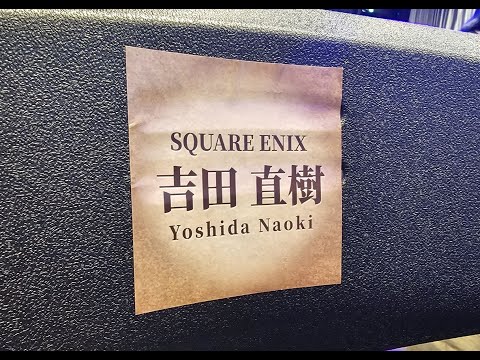 SQUARE ENIX
吉田 直樹
Yoshida Naoki